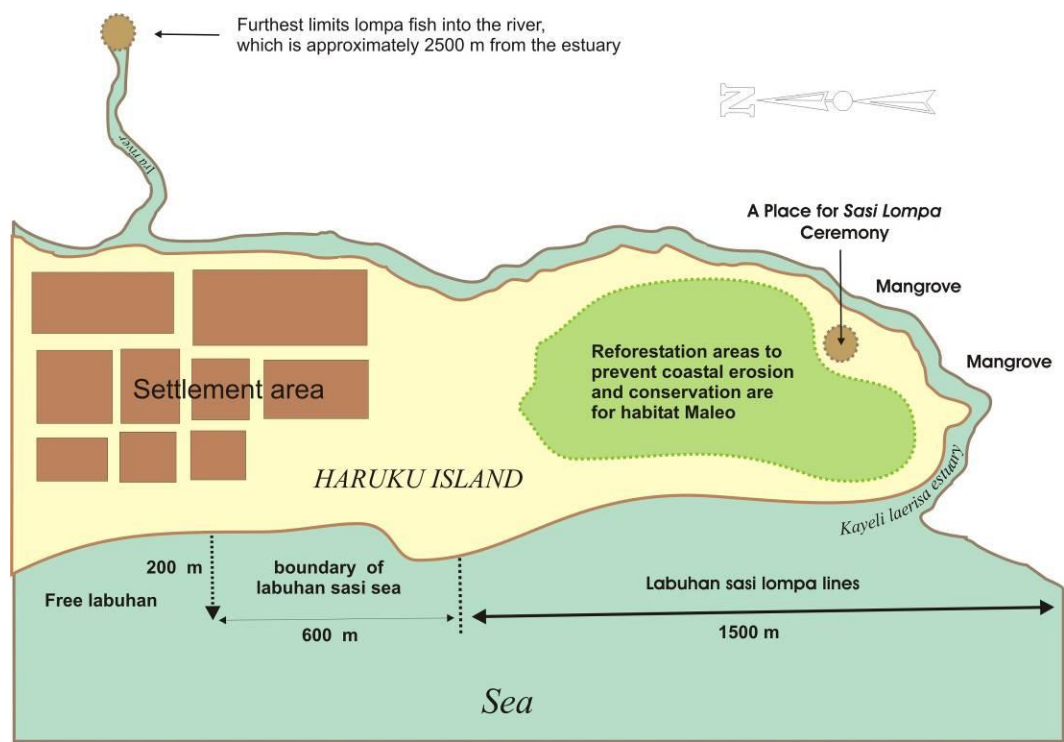 Furthest limits lompa fish into the river,
which is approximately 2500 m from the estuary
N
Ira river
A Place for Sasi Lompa
Ceremony
Mangrove
Mangrove
Reforestation areas to
prevent coastal erosion
and conservation are
for habitat Maleo
Settlement area
HARUKU ISLAND
Kayeli laerisa estuary
200 m
boundary of
labuhan sasi sea
Free labuhan
600 m
Labuhan sasi lompa lines
1500 m
Sea